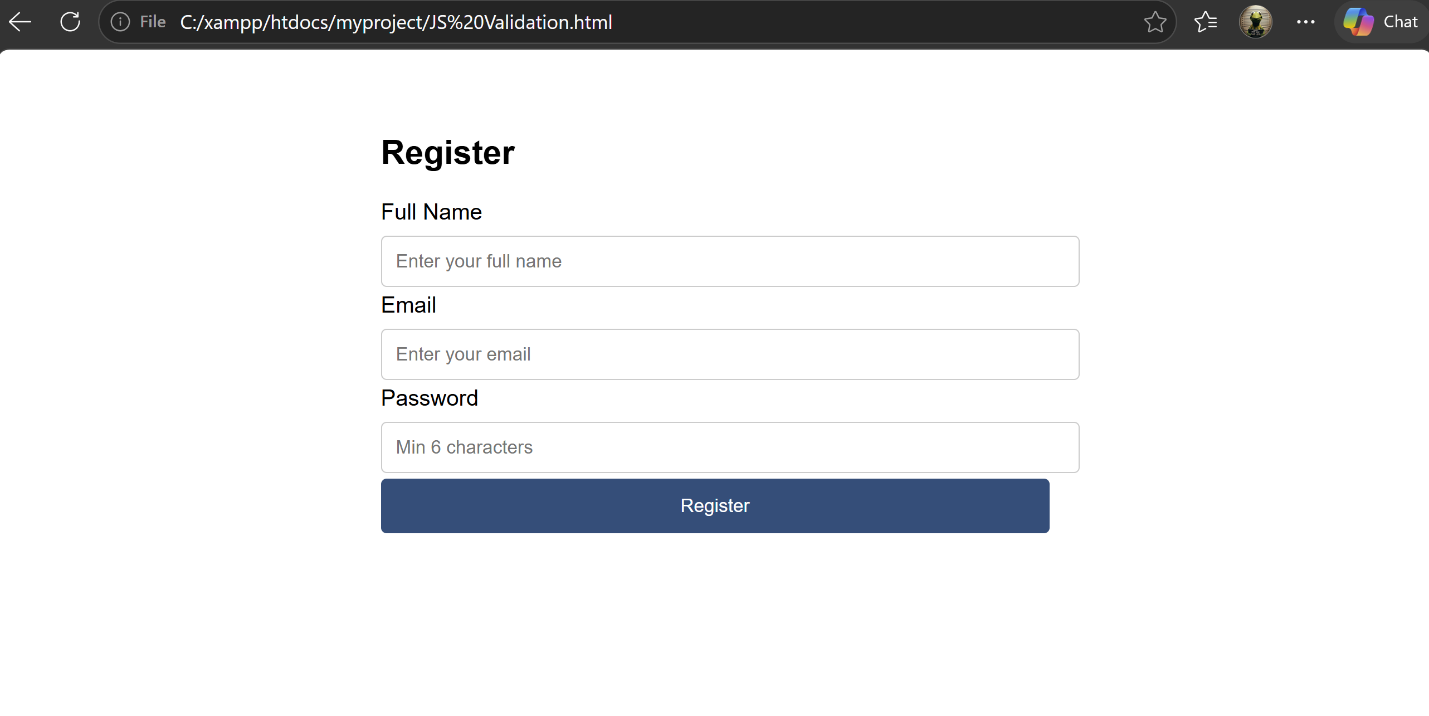 File C:/xampp/htdocs/myproject/JS%20Validation.html Chat
Register
Full Name
Enter your full name
Email
Enter your email
Password
Min 6 characters
Register